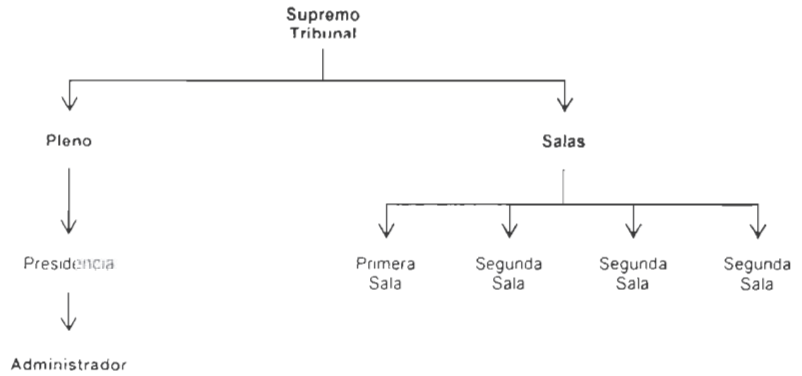 Supremo
Tribunal
Pleno
Salas
Presidencia
Primera
Sala
Segunda
Sala
Segunda
Sala
Segunda
Sala
Administrador